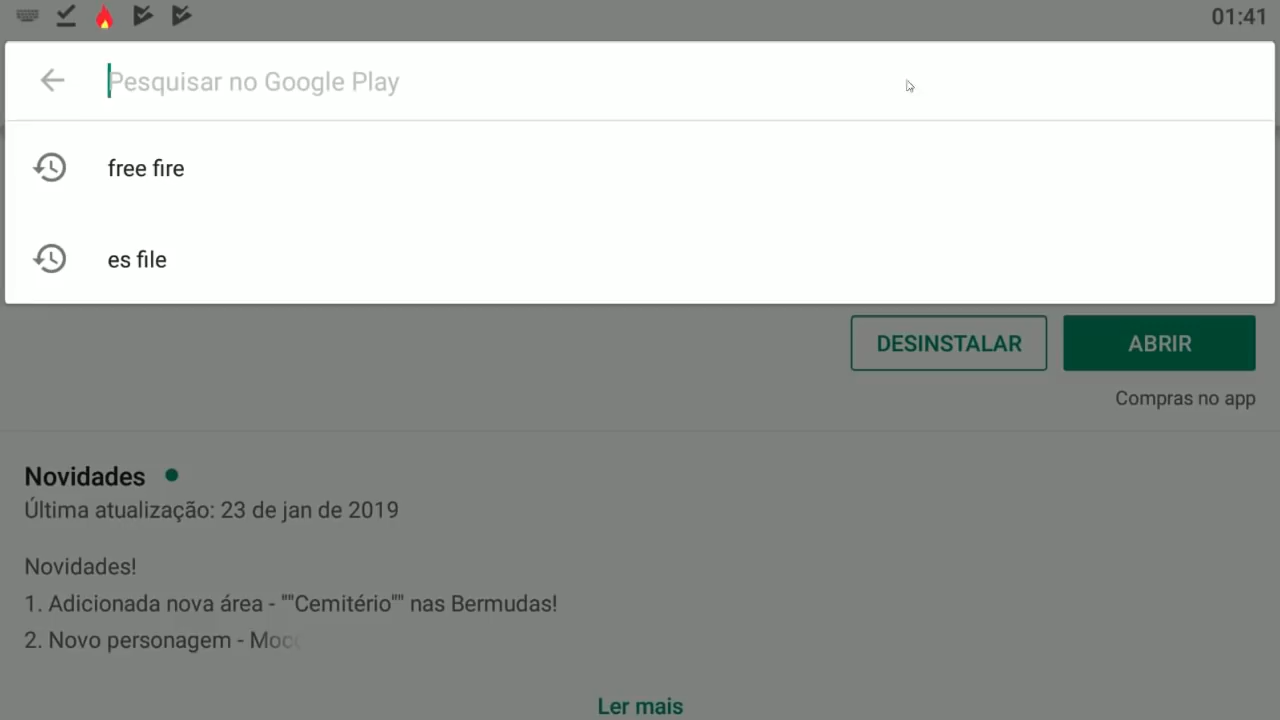 01:41
Pesquisar no Google Play
free fire
es file
DESINSTALAR
ABRIR
Compras no app
Novidades
Última atualização: 23 de jan de 2019
Novidades!
1. Adicionada nova área - ""Cemitério"" nas Bermudas!
2. Novo personagem -
Ler mais